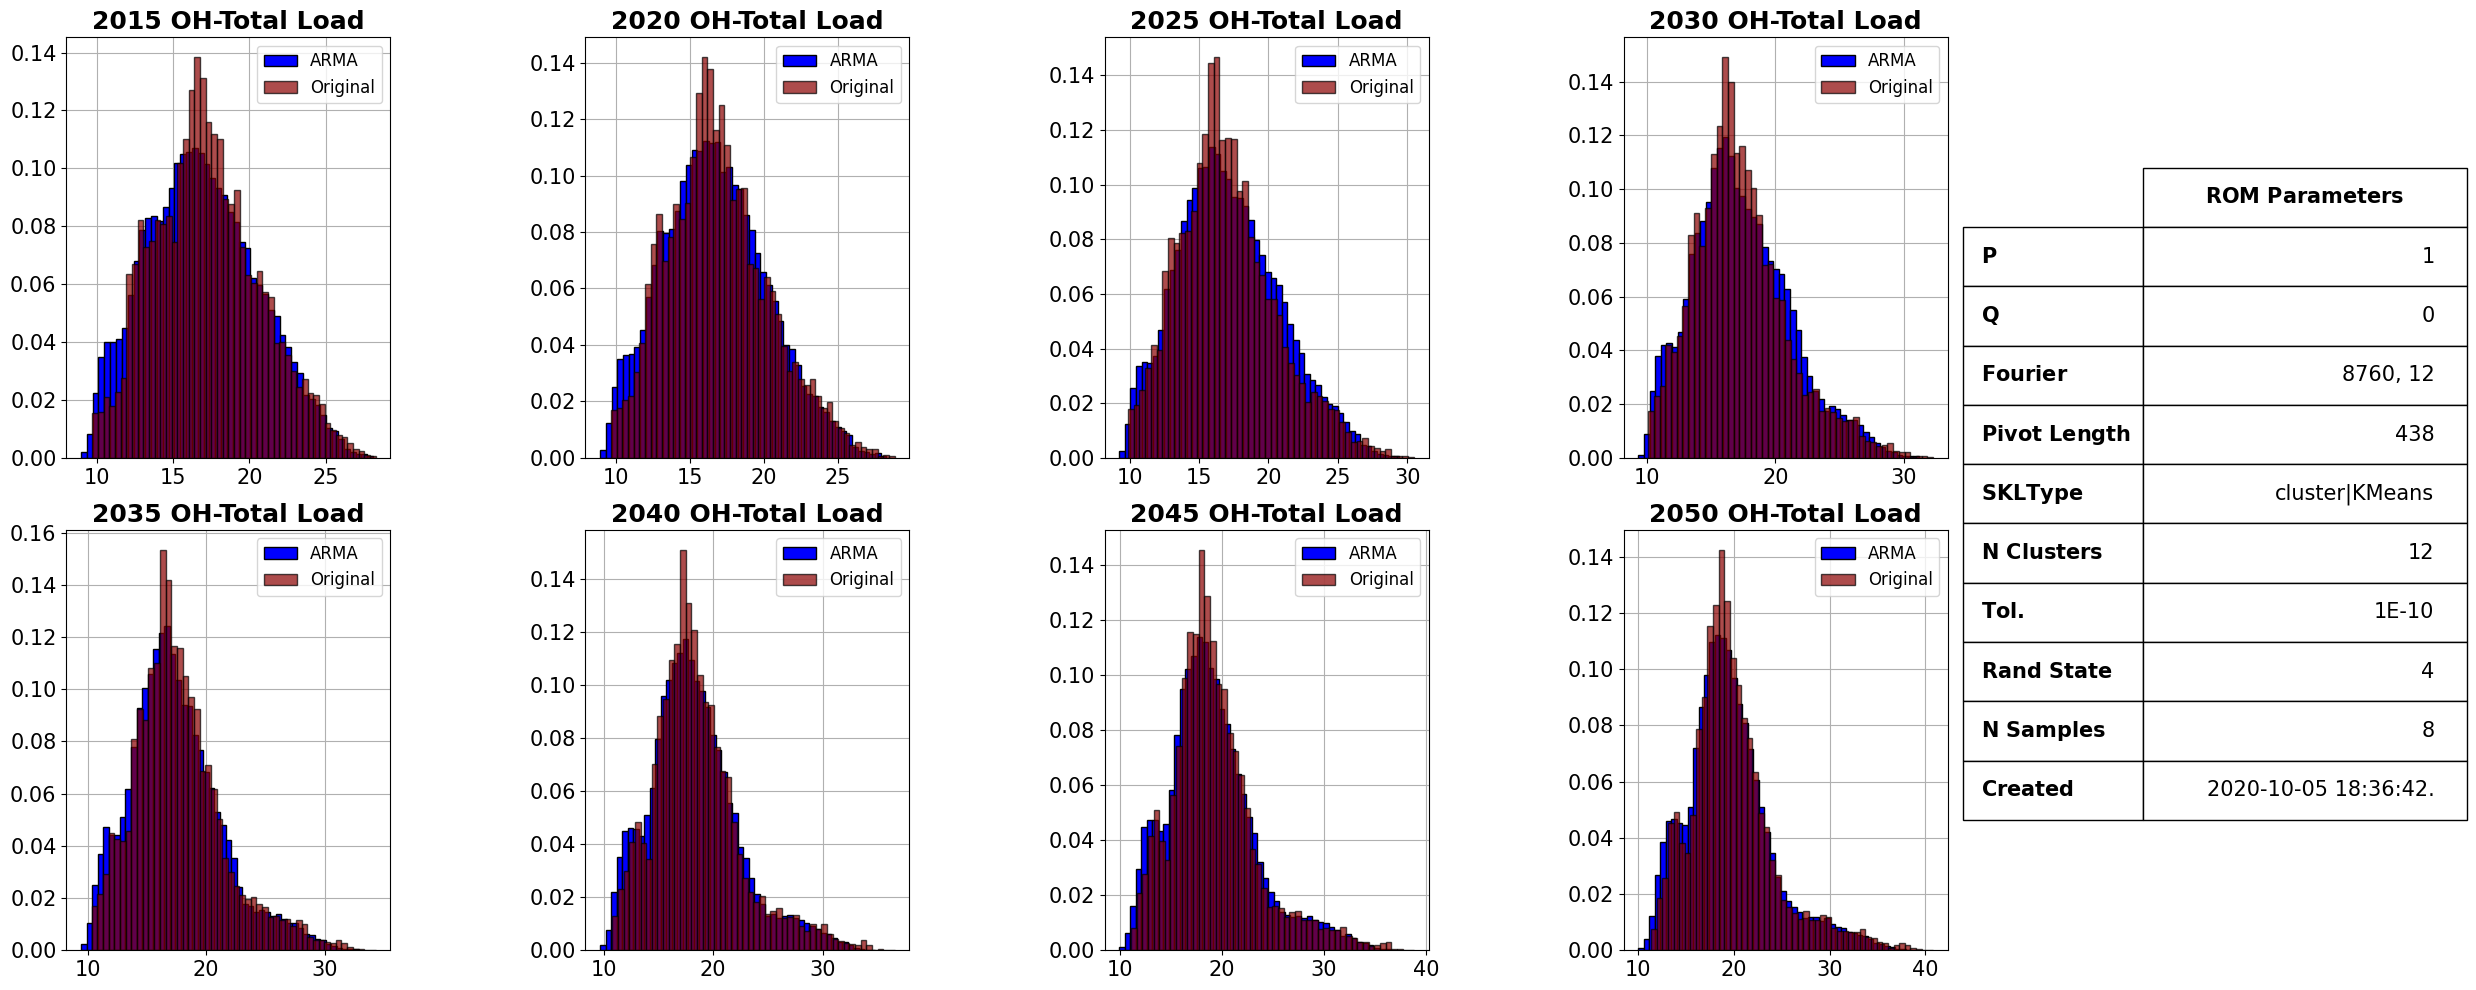 2015 OH-Total Load
0.14
0.12
0.10
0.08
0.06
0.04
0.02
0.00
10 15 20 25
ARMA
Original
2020 OH-Total Load
0.14
0.12
0.10
0.08
0.06
0.04
0.02
0.00
10 15 20 25
ARMA
Original
2025 OH-Total Load
0.14
0.12
0.10
0.08
0.06
0.04
0.02
0.00
10 15 20 25 30
ARMA
Original
2030 OH-Total Load
0.14
0.12
0.10
0.08
0.06
0.04
0.02
0.00
10 20 30
ARMA
Original
2035 OH-Total Load
0.16
0.14
0.12
0.10
0.08
0.06
0.04
0.02
0.00
10 20 30
ARMA
Original
2040 OH-Total Load
0.14
0.12
0.10
0.08
0.06
0.04
0.02
0.00
10 20 30
ARMA
Original
2045 OH-Total Load
0.14
0.12
0.10
0.08
0.06
0.04
0.02
0.00
10 20 30 40
ARMA
Original
2050 OH-Total Load
0.14
0.12
0.10
0.08
0.06
0.04
0.02
0.00
10 20 30 40
ARMA
Original
ROM Parameters
P 1
Q 0
Fourier 8760, 12
Pivot Length 438
SKLType cluster|KMeans
N Clusters 12
Tol. 1E-10
Rand State 4
N Samples 8
Created 2020-10-05 18:36:42.